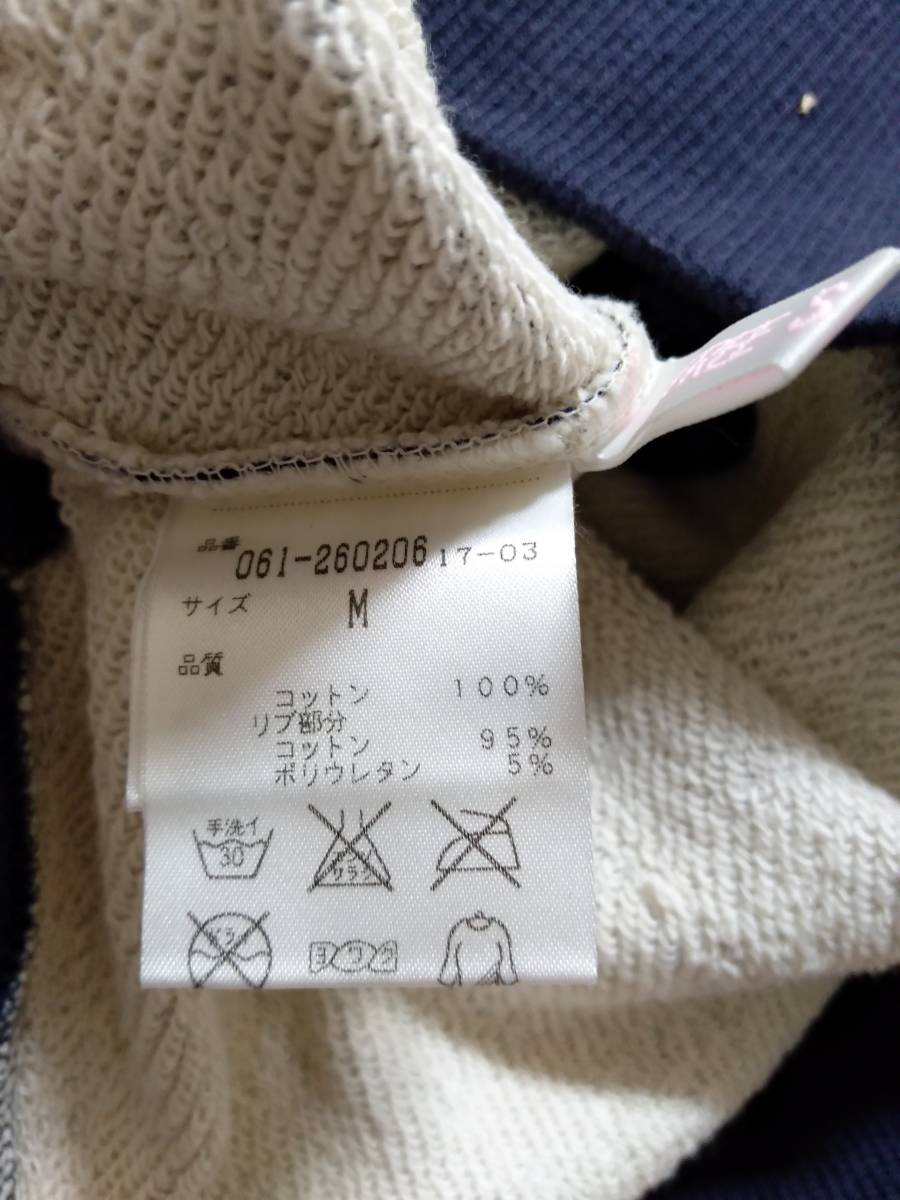 品番 061-260206 17-03
サイズ M
品質
コットン 100%
リブ部分
コットン 95%
ポリウレタン 5%
手洗イ
30
ヨワク